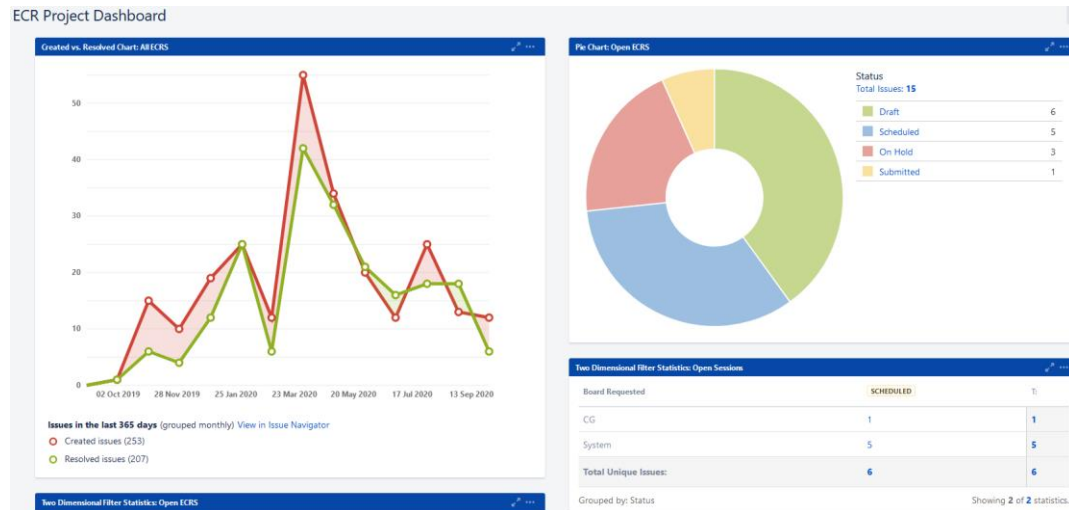 ECR Project Dashboard
Created vs. Resolved Chart: All ECRS
50
40
30
20
10
0
02 Oct 2019 28 Nov 2019 25 Jan 2020 23 Mar 2020 20 May 2020 17 Jul 2020 13 Sep 2020
Issues in the last 365 days (grouped monthly) View in Issue Navigator
Created issues (253)
Resolved issues (207)
Two Dimensional Filter Statistics: Open ECRS
Pie Chart: Open ECRS
Status
Total Issues: 15
Draft 6
Scheduled 5
On Hold 3
Submitted 1
Two Dimensional Filter Statistics: Open Sessions
Board Requested SCHEDULED
CG 1 1
System 5 5
Total Unique Issues: 6 6
Grouped by: Status Showing 2 of 2 statistics.